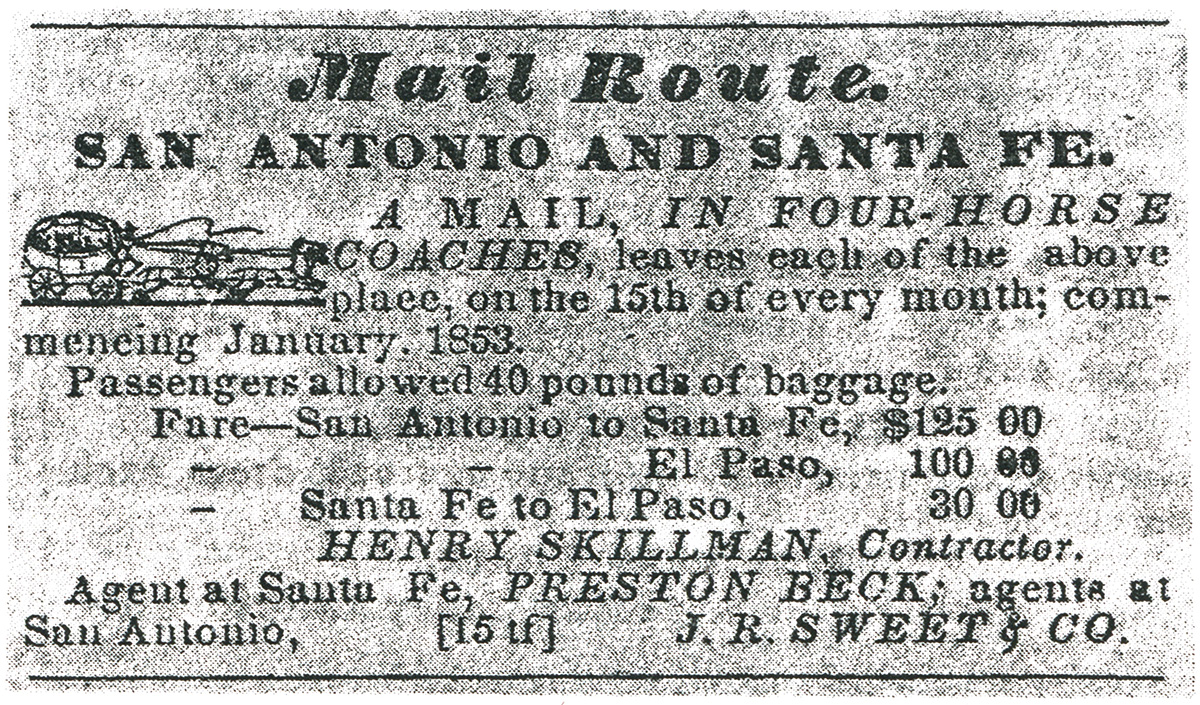 Mail Route.
SAN ANTONIO AND SANTA FE.
A MAIL, IN FOUR-HORSE
COACHES, leaves each of the above
place, on the 15th of every month; com-
mencing January. 1853.
Passengers allowed 40 pounds of baggage.
Fare—San Antonio to Santa Fe, $125 00
– – El Paso, 100 00
– Santa Fe to El Paso, 30 00
HENRY SKILLMAN, Contractor.
Agent at Santa Fe, PRESTON BECK; agents at
San Antonio, [15 tf] J. R. SWEET & CO.